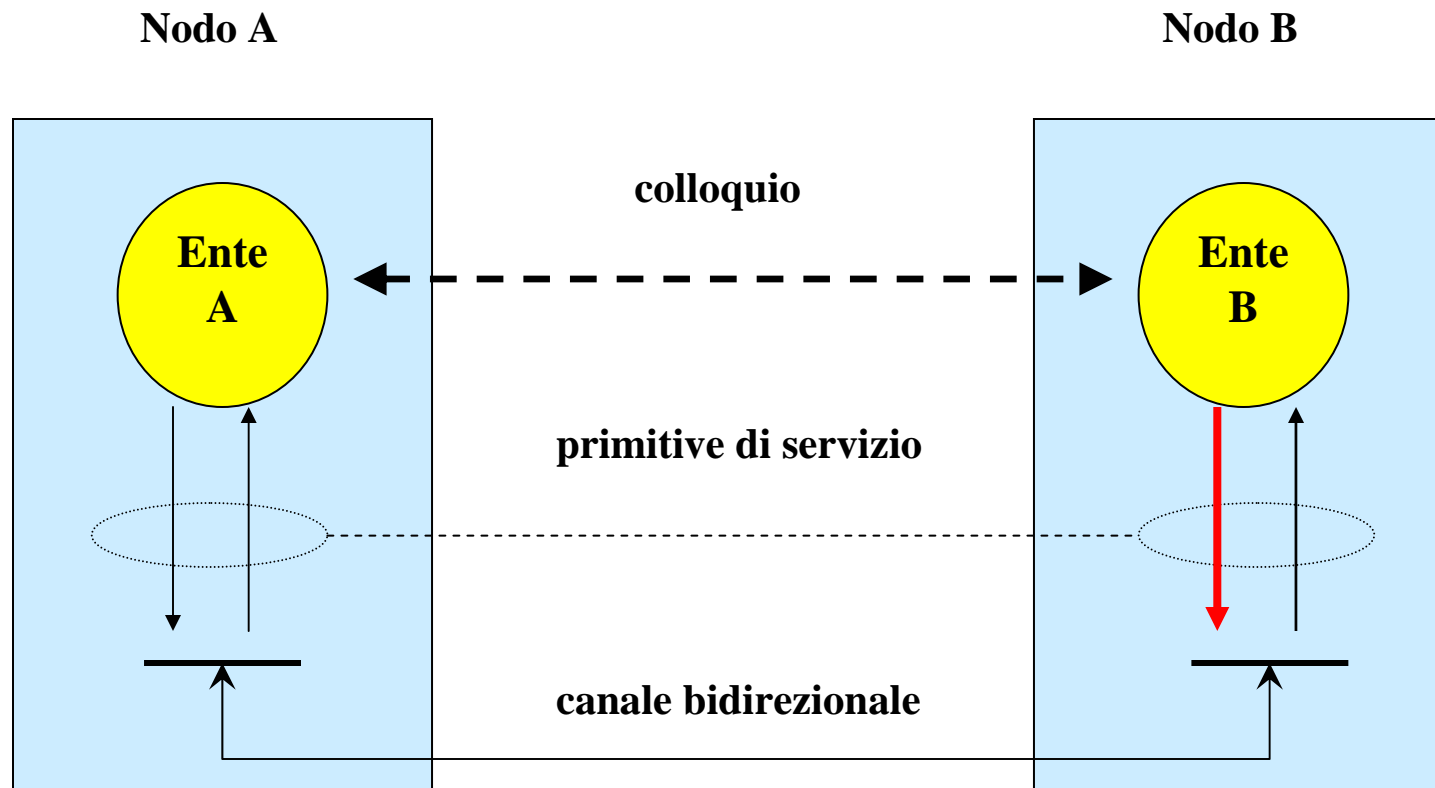 Nodo A
Nodo B
colloquio
Ente
A
Ente
B
primitive di servizio
canale bidirezionale